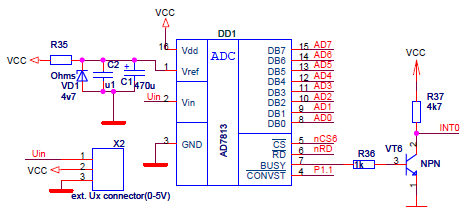 VCC
VCC
R35
Ohms
VD1
4v7
C2
u1
C1
470u
DD1
ADC
AD7813
16 Vdd
1 Vref
Uin 2 Vin
3 GND
DB7 15 AD7
DB6 14 AD6
DB5 13 AD5
DB4 12 AD4
DB3 11 AD3
DB2 10 AD2
DB1 9 AD1
DB0 8 AD0
CS 5 nCS6
RD 6 nRD
BUSY 7
CONVST 4 P1.1
R36
1k
VCC
R37
4k7
INT0
VT6
NPN
2
3
1
X2
Uin 1
VCC 2
3
ext. Ux connector(0-5V)